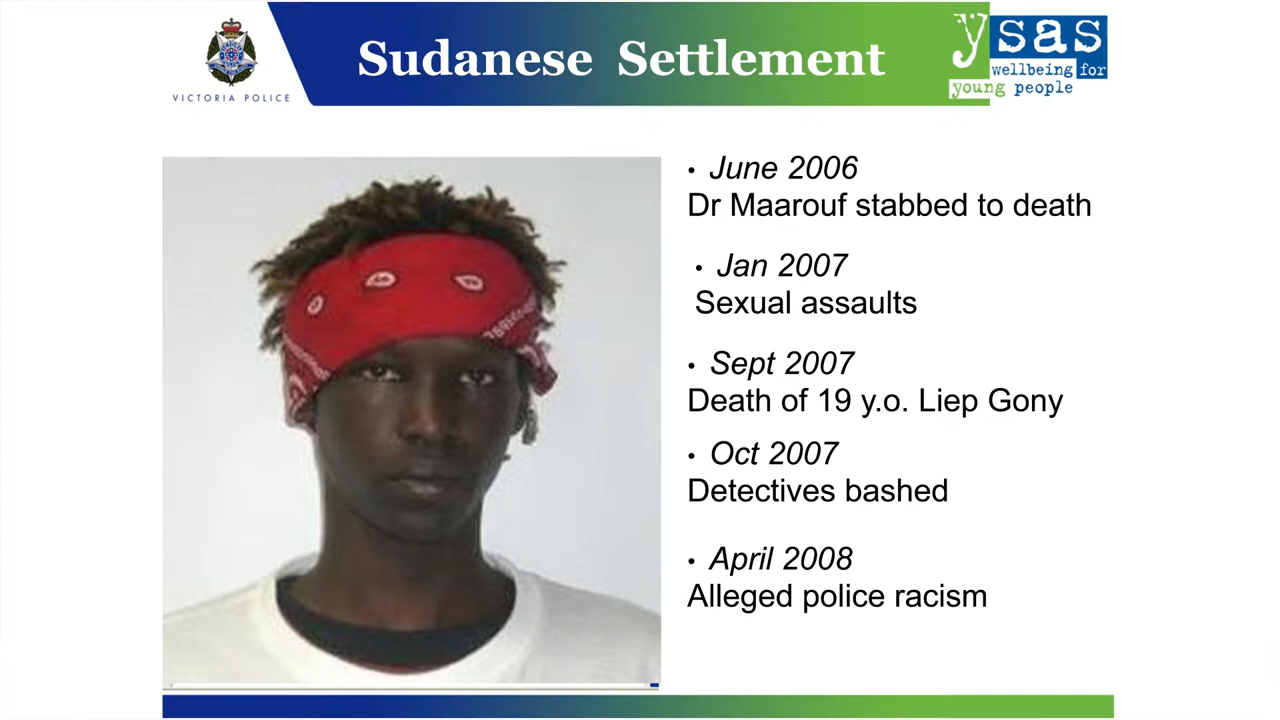 VICTORIA POLICE
Sudanese Settlement
ysas
wellbeing for
young people
• June 2006
Dr Maarouf stabbed to death
• Jan 2007
Sexual assaults
• Sept 2007
Death of 19 y.o. Liep Gony
• Oct 2007
Detectives bashed
• April 2008
Alleged police racism